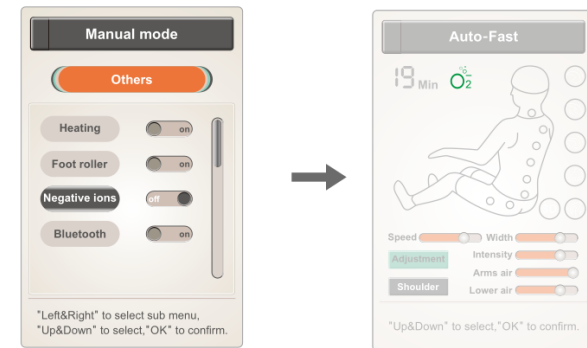 Manual mode
Others
Heating
on
Foot roller
on
Negative ions
off
Bluetooth
on
"Left&Right" to select sub menu,
"Up&Down" to select,"OK" to confirm.
Auto-Fast
19 Min O2
Speed
Width
Adjustment
Intensity
Arms air
Shoulder
Lower air
"Up&Down" to select,"OK" to confirm.